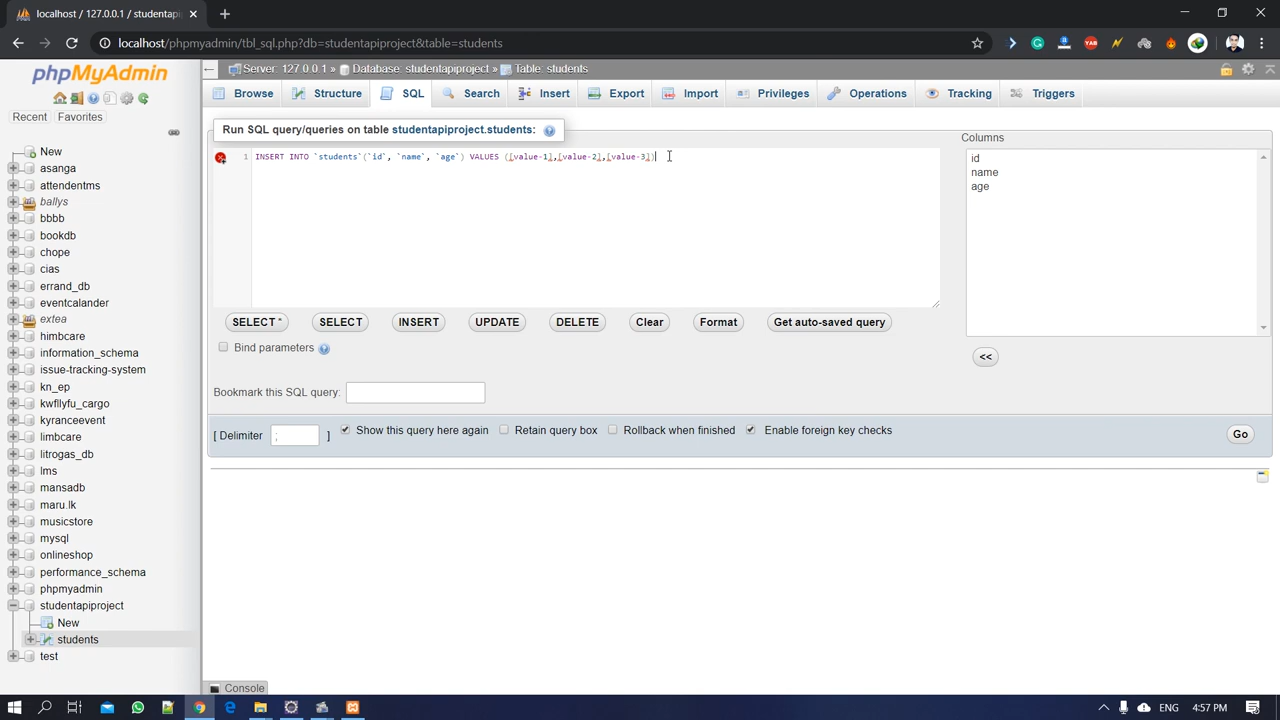 localhost / 127.0.0.1 / studentapi
localhost/phpmyadmin/tbl_sql.php?db=studentapiproject&table=students
phpMyAdmin
Recent Favorites
New
asanga
attendentms
ballys
bbbb
bookdb
chope
cias
errand_db
eventcalander
extea
himbcare
information_schema
issue-tracking-system
kn_ep
kwfllyfu_cargo
kyranceevent
limbcare
litrogas_db
lms
mansadb
maru.lk
musicstore
mysql
onlineshop
performance_schema
phpmyadmin
studentapiproject
New
students
test
Server: 127.0.0.1 » Database: studentapiproject » Table: students
Browse Structure SQL Search Insert Export Import Privileges Operations Tracking Triggers
Run SQL query/queries on table studentapiproject.students:
1 INSERT INTO `students`(`id`, `name`, `age`) VALUES ([value-1],[value-2],[value-3])
Columns
id
name
age
SELECT * SELECT INSERT UPDATE DELETE Clear Format Get auto-saved query
<<
Bind parameters
Bookmark this SQL query:
[ Delimiter ; ] Show this query here again Retain query box Rollback when finished Enable foreign key checks Go
Console
ENG 4:57 PM